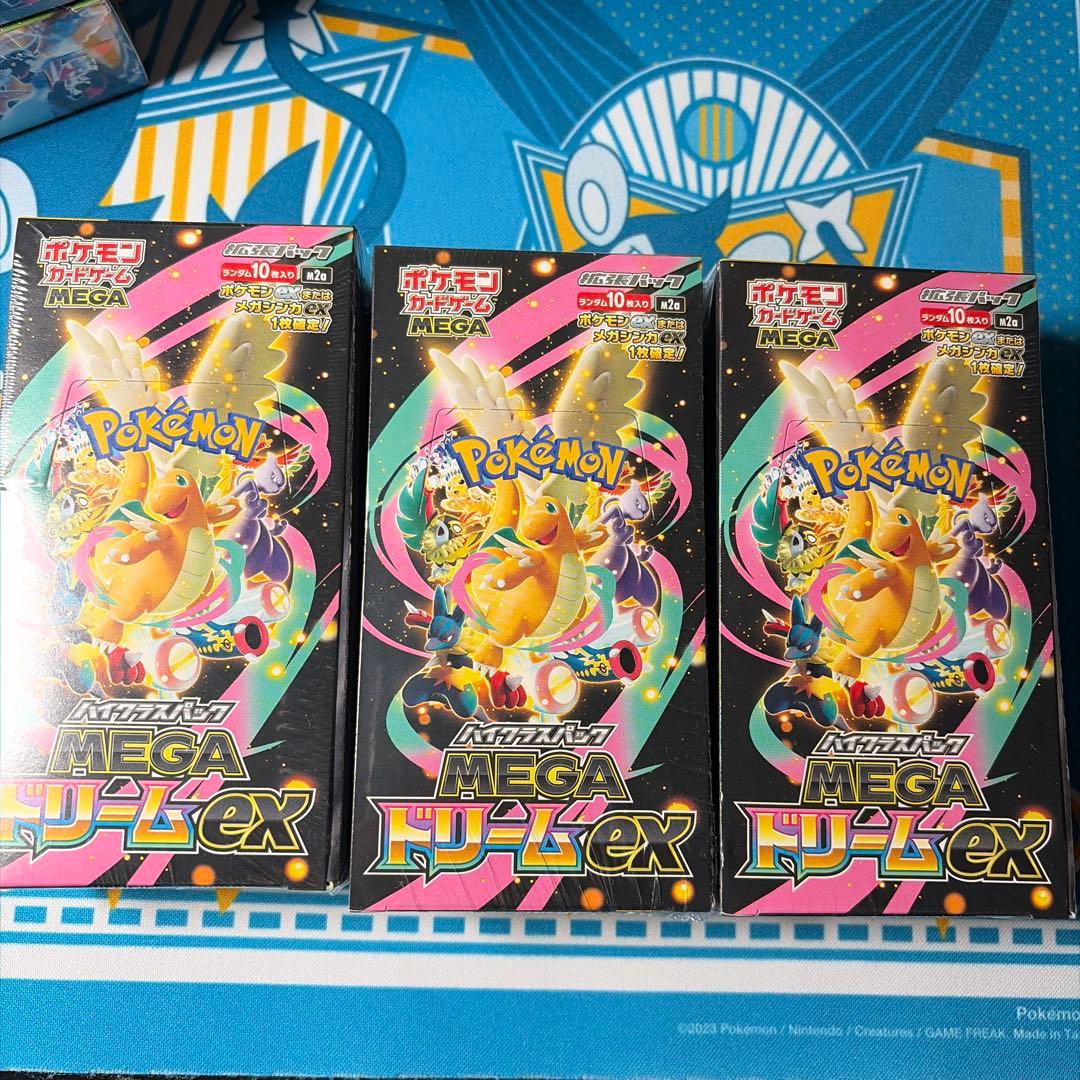 ポケモン
カードゲーム
MEGA
拡張パック
ランダム10枚入り M2a
ポケモンexまたは
メガシンカex
1枚確定!
POKéMON
ハイクラスパック
MEGA
ドリームex
ポケモン
カードゲーム
MEGA
拡張パック
ランダム10枚入り M2a
ポケモンexまたは
メガシンカex
1枚確定!
POKéMON
ハイクラスパック
MEGA
ドリームex
ポケモン
カードゲーム
MEGA
拡張パック
ランダム10枚入り M2a
ポケモンexまたは
メガシンカex
1枚確定!
POKéMON
ハイクラスパック
MEGA
ドリームex
©2023 Pokémon / Nintendo / Creatures / GAME FREAK. Made in